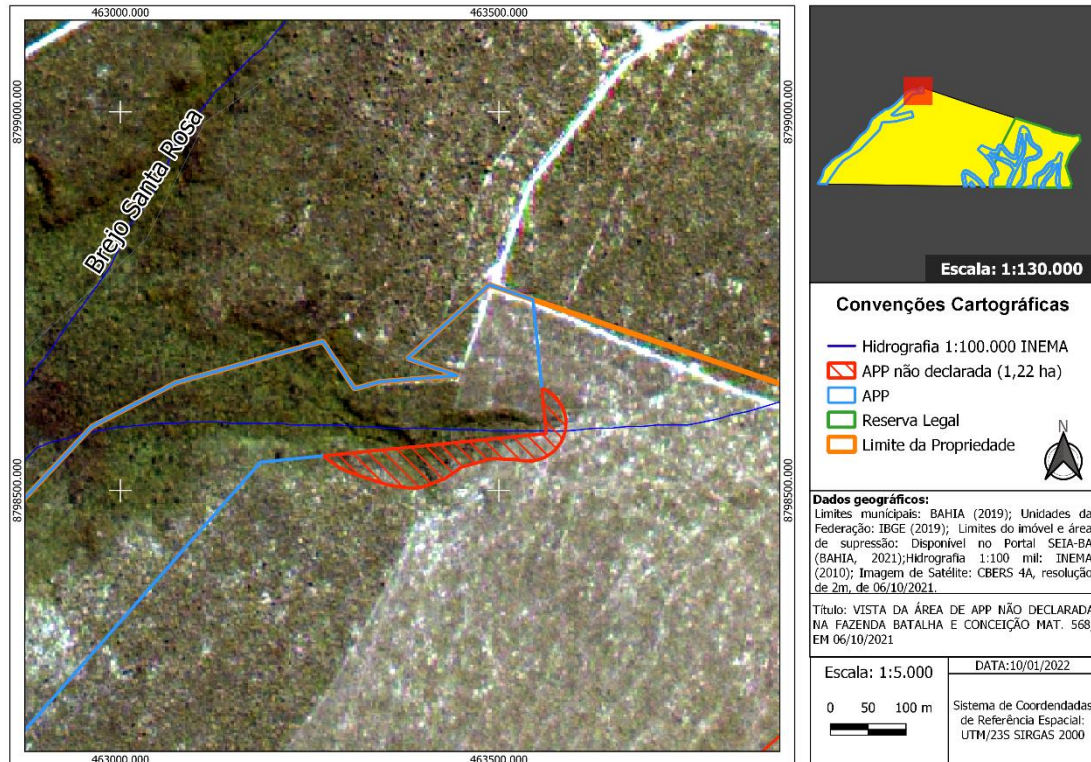 463000.000
463500.000
8799000.000
8799000.000
Brejo Santa Rosa
8798500.000
8798500.000
463000.000
463500.000
Escala: 1:130.000
Convenções Cartográficas
Hidrografia 1:100.000 INEMA
APP não declarada (1,22 ha)
APP
Reserva Legal
Limite da Propriedade
N
Dados geográficos:
Limites munícipais: BAHIA (2019); Unidades da
Federação: IBGE (2019); Limites do imóvel e área
de supressão: Disponível no Portal SEIA-BA
(BAHIA, 2021);Hidrografia 1:100 mil: INEMA
(2010); Imagem de Satélite: CBERS 4A, resolução
de 2m, de 06/10/2021.
Título: VISTA DA ÁREA DE APP NÃO DECLARADA
NA FAZENDA BATALHA E CONCEIÇÃO MAT. 568,
EM 06/10/2021
Escala: 1:5.000
0 50 100 m
DATA:10/01/2022
Sistema de Coordendadas
de Referência Espacial:
UTM/23S SIRGAS 2000